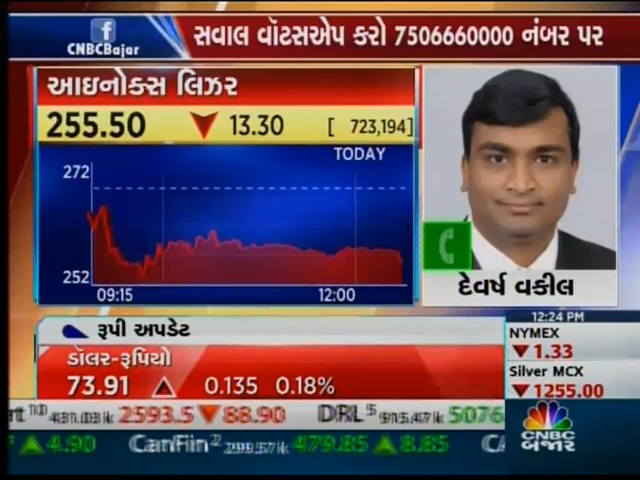 f
CNBCBajar
સવાલ વૉટસએપ કરો 7506660000 નંબર પર
આઇનોક્સ લિઝર
255.50 ▼ 13.30 [ 723,194]
TODAY
272
252
09:15 12:00
દેવર્ષ વકીલ
રૂપી અપડેટ
ડૉલર-રૂપિયો
73.91 ▲ 0.135 0.18%
12:24 PM
NYMEX
▼ 1.33
Silver MCX
▼ 1255.00
2593.5 ▼ 88.90 DRL 5076
▲ 4.90 CanFin 479.85 ▲ 8.85
CNBC
બજાર